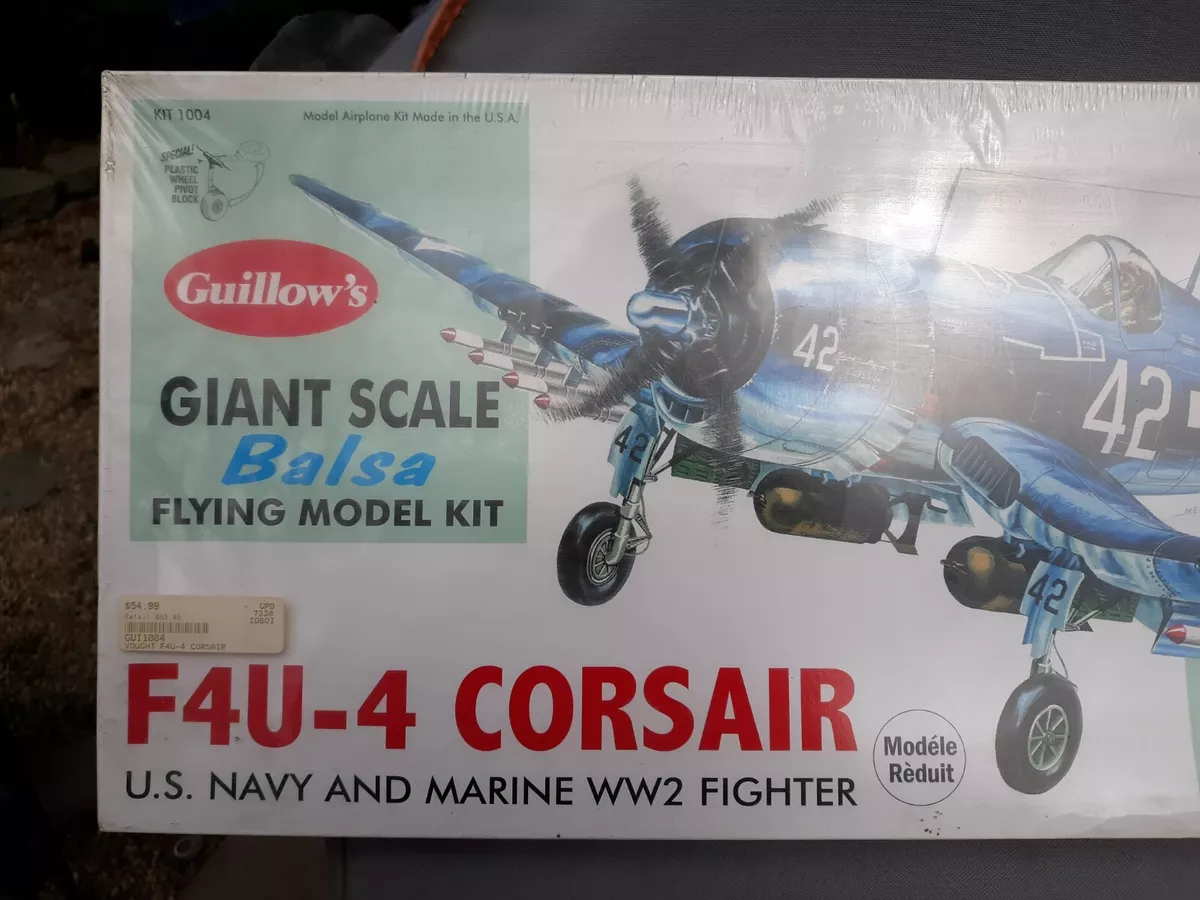 KIT 1004
Model Airplane Kit Made in the U.S.A.
SPECIAL!
PLASTIC
WHEEL
PIVOT
BLOCK
Guillow's
GIANT SCALE
Balsa
FLYING MODEL KIT
42
42
42
42
$54.99
OPD
7330
GUI1004
VOUGHT F4U-4 CORSAIR
F4U-4 CORSAIR
U.S. NAVY AND MARINE WW2 FIGHTER
Modéle
Rèduit